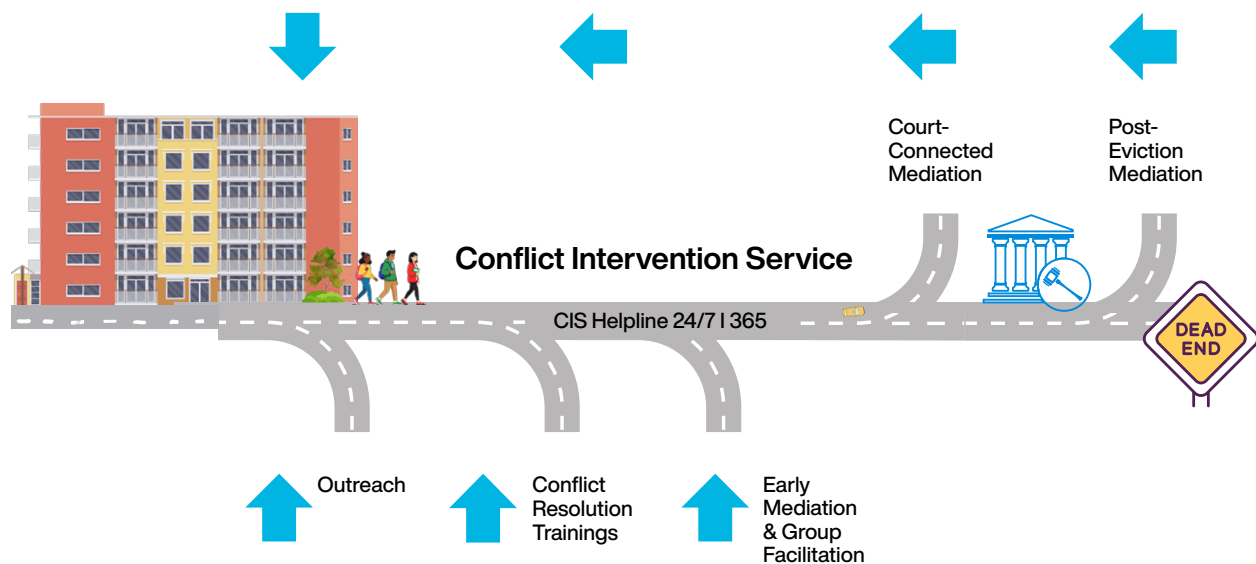 Court-
Connected
Mediation
Post-
Eviction
Mediation
Conflict Intervention Service
CIS Helpline 24/7 I 365
DEAD
END
Outreach
Conflict
Resolution
Trainings
Early
Mediation
& Group
Facilitation